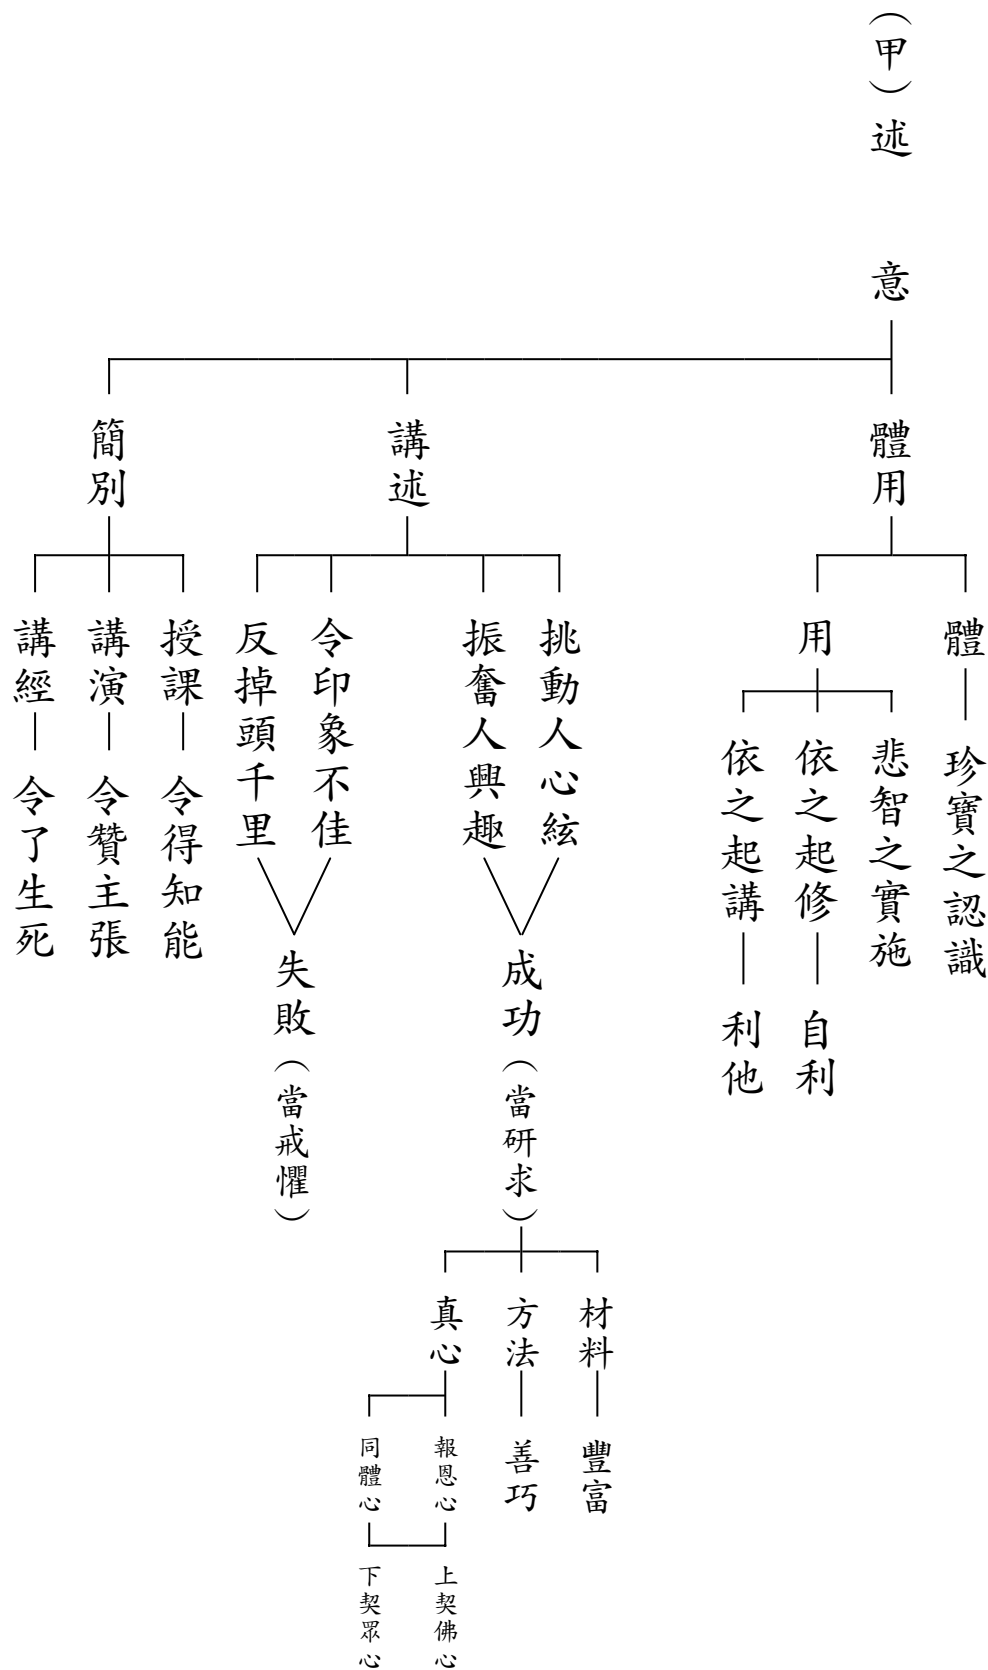 （甲）述　意
體用
體
珍寶之認識
用
悲智之實施
依之起修
自利
依之起講
利他
講述
挑動人心絃
振奮人興趣
成功（當研求）
材料
豐富
方法
善巧
真心
報恩心
同體心
上契佛心
下契眾心
令印象不佳
反掉頭千里
失敗（當戒懼）
簡別
授課
令得知能
講演
令贊主張
講經
令了生死